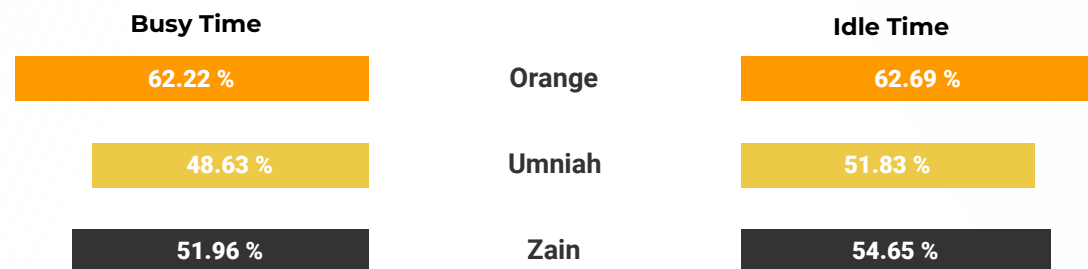 Busy Time Idle Time
62.22 % Orange 62.69 %
48.63 % Umniah 51.83 %
51.96 % Zain 54.65 %